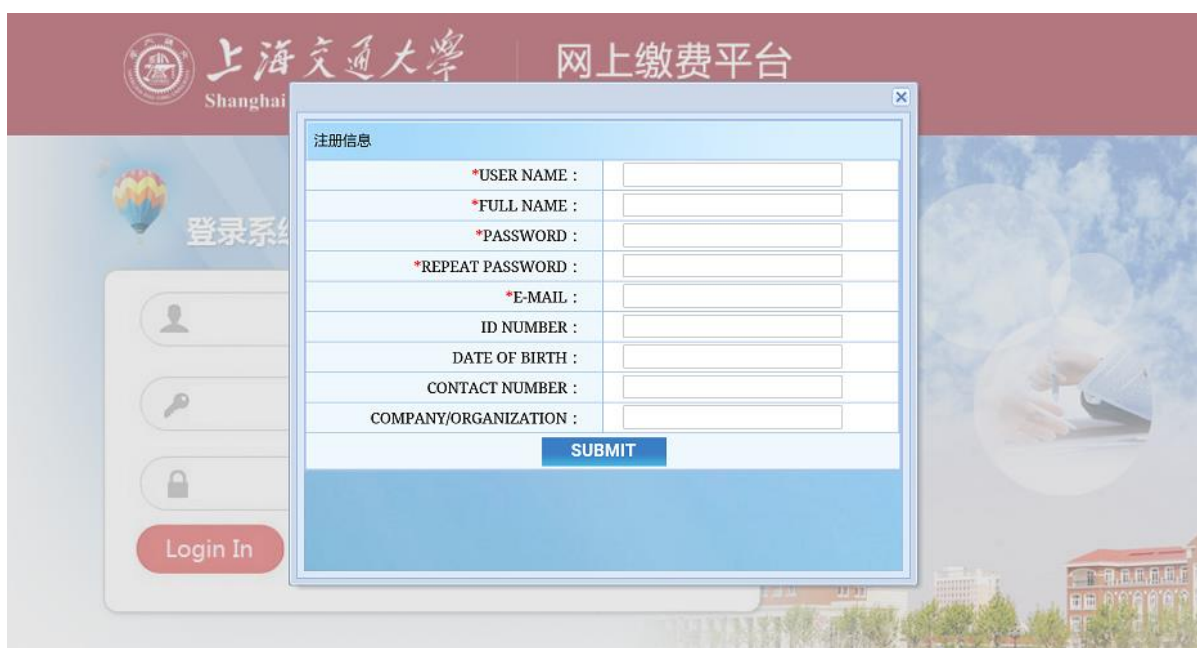 上海交通大學
网上缴费平台
Shanghai
注册信息
*USER NAME：
*FULL NAME：
*PASSWORD：
*REPEAT PASSWORD：
*E-MAIL：
ID NUMBER：
DATE OF BIRTH：
CONTACT NUMBER：
COMPANY/ORGANIZATION：
SUBMIT
登录系统
Login In